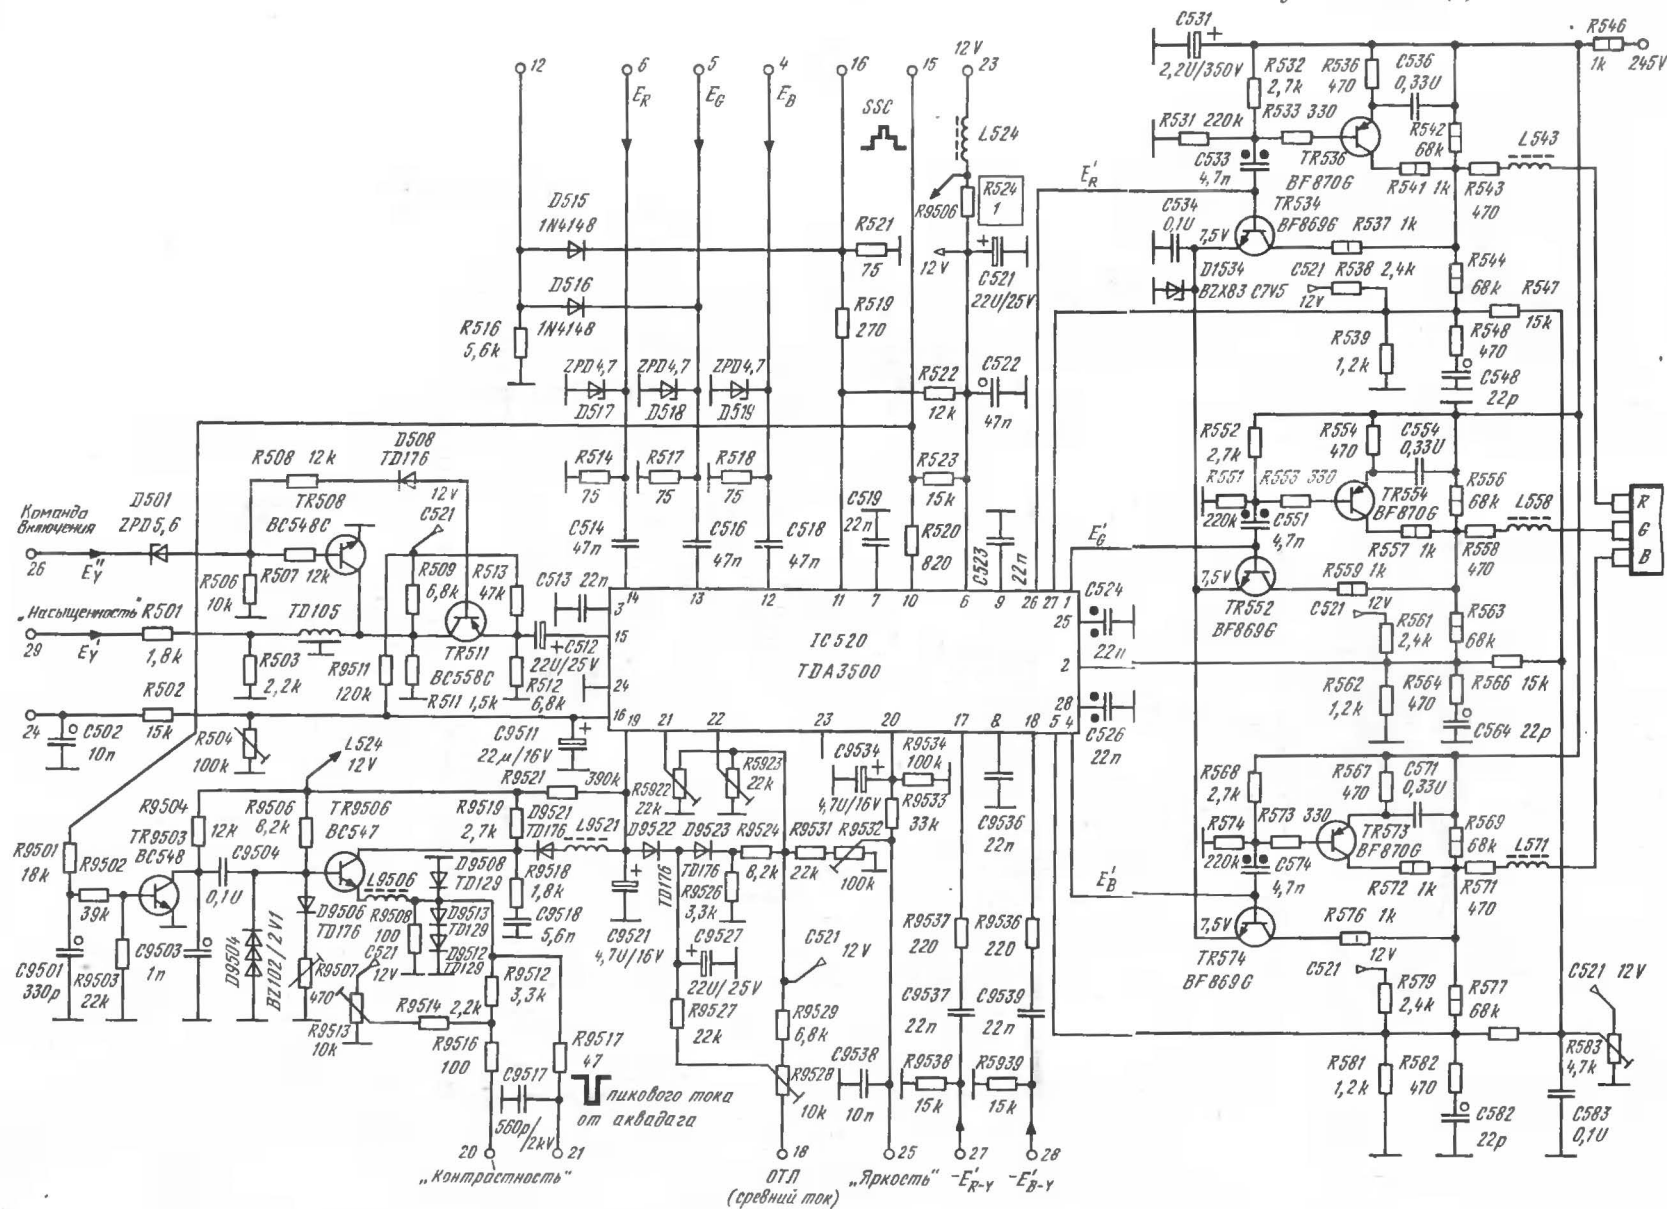 C531
+
2,2U/350V
R532
2,7k
R536
470
C536
0,33U
R546
1k
245V
12
6
5
4
16
15
12V
23
E_R
E_G
E_B
SSC
L524
R9506
R524
1
R531 220k
R533 330
TR536
BF870G
R542
68k
R541 1k
R543
470
L543
C533
4,7n
E'_R
C534
0,1U
TR534
BF869G
7,5V
R537 1k
D1534
BZX83 C7V5
C521
12V
R538 2,4k
R544
68k
R547
15k
R539
1,2k
R548
470
C548
22p
D515
1N4148
D516
1N4148
R516
5,6k
R521
75
12V
+
C521
22U/25V
R519
270
ZPD4,7
ZPD4,7
ZPD4,7
D517
D518
D519
R522
12k
C522
47n
R514
75
R517
75
R518
75
R523
15k
C514
47n
C516
47n
C518
47n
C519
22n
R520
820
C523
22n
R508 12k
D508
TD176
12V
C521
TR508
BC548C
Команда
Включения
26
E''_Y
D501
ZPD5,6
R507 12k
R506
10k
R509
6,8k
R513
47k
C513 22n
„Насыщенность"
29
E'_Y
R501
1,8k
TD105
R503
2,2k
R9511
120k
TR511
BC558C
R511 1,5k
R512
6,8k
+ C512
22U/25V
R502
15k
24
C502
10n
R504
100k
C9511
22µ/16V
+
14 13 12 11 7 10 6 9 26 27 1
3
15
24
16
19 21 22 23 20 17 8 18 5 4
25
2
28
IC520
TDA3500
C524
22n
C526
22n
R552
2,7k
R554
470
C554
0,33U
R551
220k
R553 330
TR554
BF870G
R556
68k
L558
C551
4,7n
R557 1k
R558
470
E'_G
7,5V
TR552
BF869G
R559 1k
C521
12V
R561
2,4k
R563
68k
R562
1,2k
R564
470
R566 15k
C564 22p
R
G
B
R568
2,7k
R567
470
C571
0,33U
R574
220k
R573 330
TR573
BF870G
R569
68k
L571
C574
4,7n
R572 1k
R571
470
E'_B
7,5V
TR574
BF869G
R576 1k
12V
C521
R579
2,4k
R577
68k
C521 12V
R583
4,7k
R581
1,2k
R582
470
C582
22p
C583
0,1U
L524
12V
R9504
12k
R9506
8,2k
TR9506
BC547
R9501
18k
R9502
39k
TR9503
BC548
C9504
0,1U
C9501
330p
R9503
22k
C9503
1n
D9504
BZ102/2V1
D9506
TD176
R9507
470
L9506
R9508
100
C521
12V
R9513
10k
D9508
TD129
D9513
TD129
D9512
TD129
R9514 2,2k
R9512
3,3k
R9516
100
R9519
2,7k
R9521
390k
D9521
TD176
L9521
R9518
1,8k
C9518
5,6n
C9521
4,7U/16V
D9522
TD176
D9523
TD176
R9524
8,2k
R9526
3,3k
R9531
22k
R9532
100k
R5922
22k
R5923
22k
C9534
4,7U/16V
+
R9534
100k
R9533
33k
C9536
22n
C9527
+
22U/25V
R9527
22k
C521
12V
R9529
6,8k
R9528
10k
R9537
220
R9536
220
C9537
22n
C9539
22n
C9538
10n
R9538
15k
R5939
15k
R9517
47
C9517
560p/2kV
пикового тока
от аквадага
20
21
18
25
27
28
„Контрастность"
ОТЛ
(средний ток)
„Яркость"
-E'_R-Y
-E'_B-Y